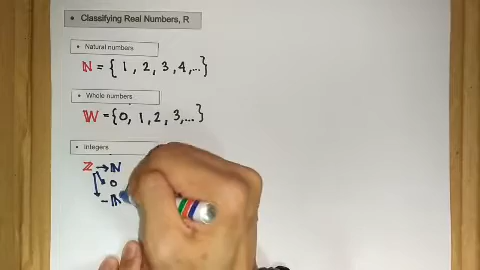 • Classifying Real Numbers, R
• Natural numbers
ℕ = { 1, 2, 3, 4, ... }
• Whole numbers
𝕎 = { 0, 1, 2, 3, ... }
• Integers
ℤ → ℕ
→ 0
→ -ℕ